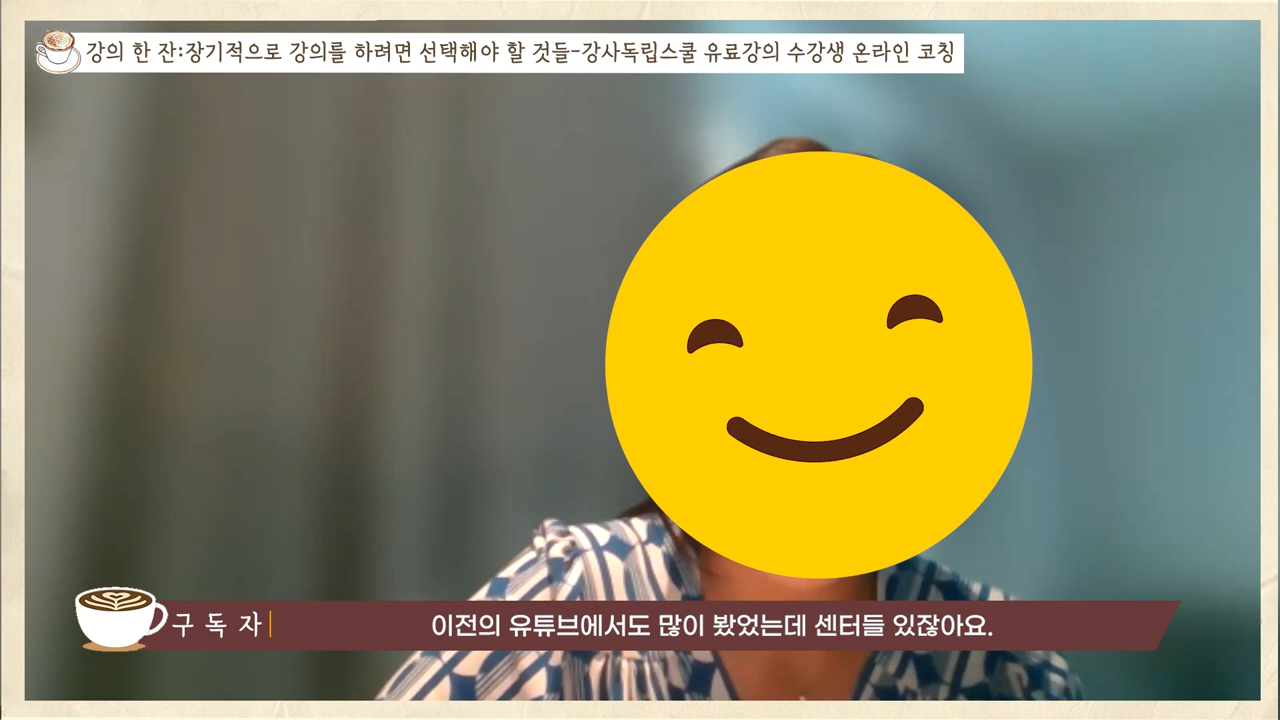 강의 한 잔:장기적으로 강의를 하려면 선택해야 할 것들-강사독립스쿨 유료강의 수강생 온라인 코칭
구독자
이전의 유튜브에서도 많이 봤었는데 센터들 있잖아요.